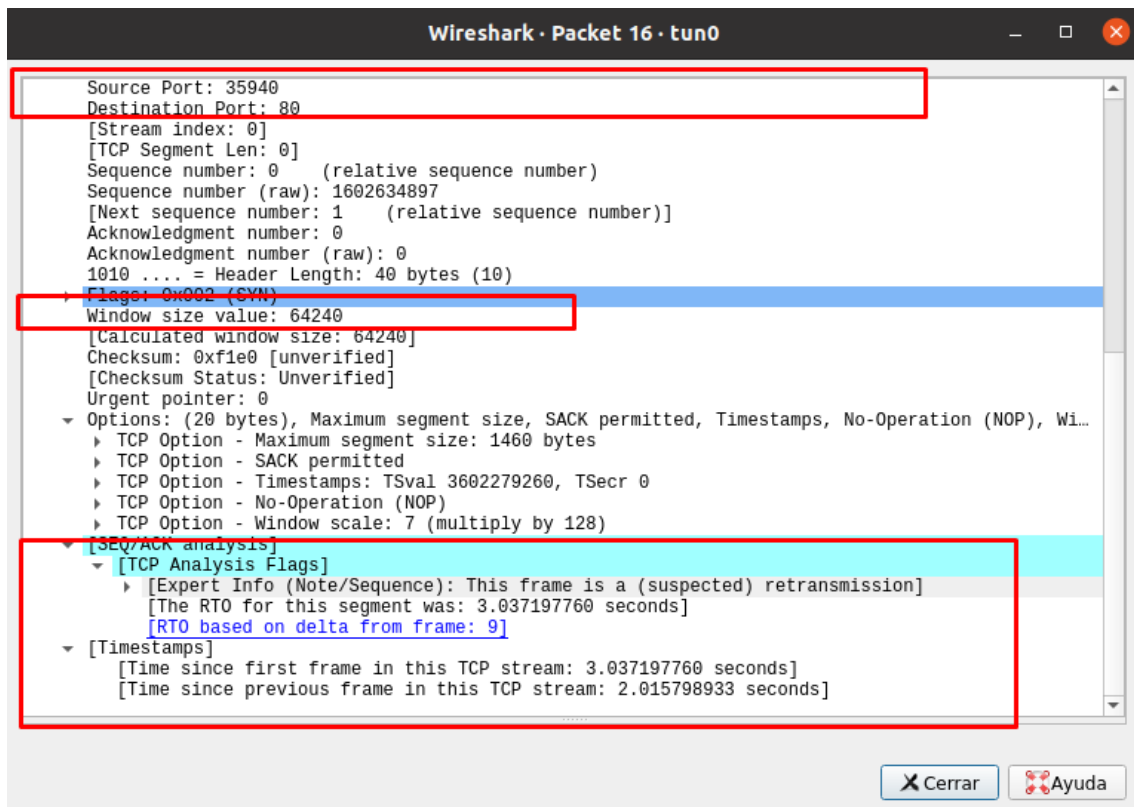 Wireshark · Packet 16 · tun0
Source Port: 35940
Destination Port: 80
[Stream index: 0]
[TCP Segment Len: 0]
Sequence number: 0    (relative sequence number)
Sequence number (raw): 1602634897
[Next sequence number: 1    (relative sequence number)]
Acknowledgment number: 0
Acknowledgment number (raw): 0
1010 .... = Header Length: 40 bytes (10)
Flags: 0x002 (SYN)
Window size value: 64240
[Calculated window size: 64240]
Checksum: 0xf1e0 [unverified]
[Checksum Status: Unverified]
Urgent pointer: 0
Options: (20 bytes), Maximum segment size, SACK permitted, Timestamps, No-Operation (NOP), Wi…
TCP Option - Maximum segment size: 1460 bytes
TCP Option - SACK permitted
TCP Option - Timestamps: TSval 3602279260, TSecr 0
TCP Option - No-Operation (NOP)
TCP Option - Window scale: 7 (multiply by 128)
[SEQ/ACK analysis]
[TCP Analysis Flags]
[Expert Info (Note/Sequence): This frame is a (suspected) retransmission]
[The RTO for this segment was: 3.037197760 seconds]
[RTO based on delta from frame: 9]
[Timestamps]
[Time since first frame in this TCP stream: 3.037197760 seconds]
[Time since previous frame in this TCP stream: 2.015798933 seconds]
Cerrar
Ayuda